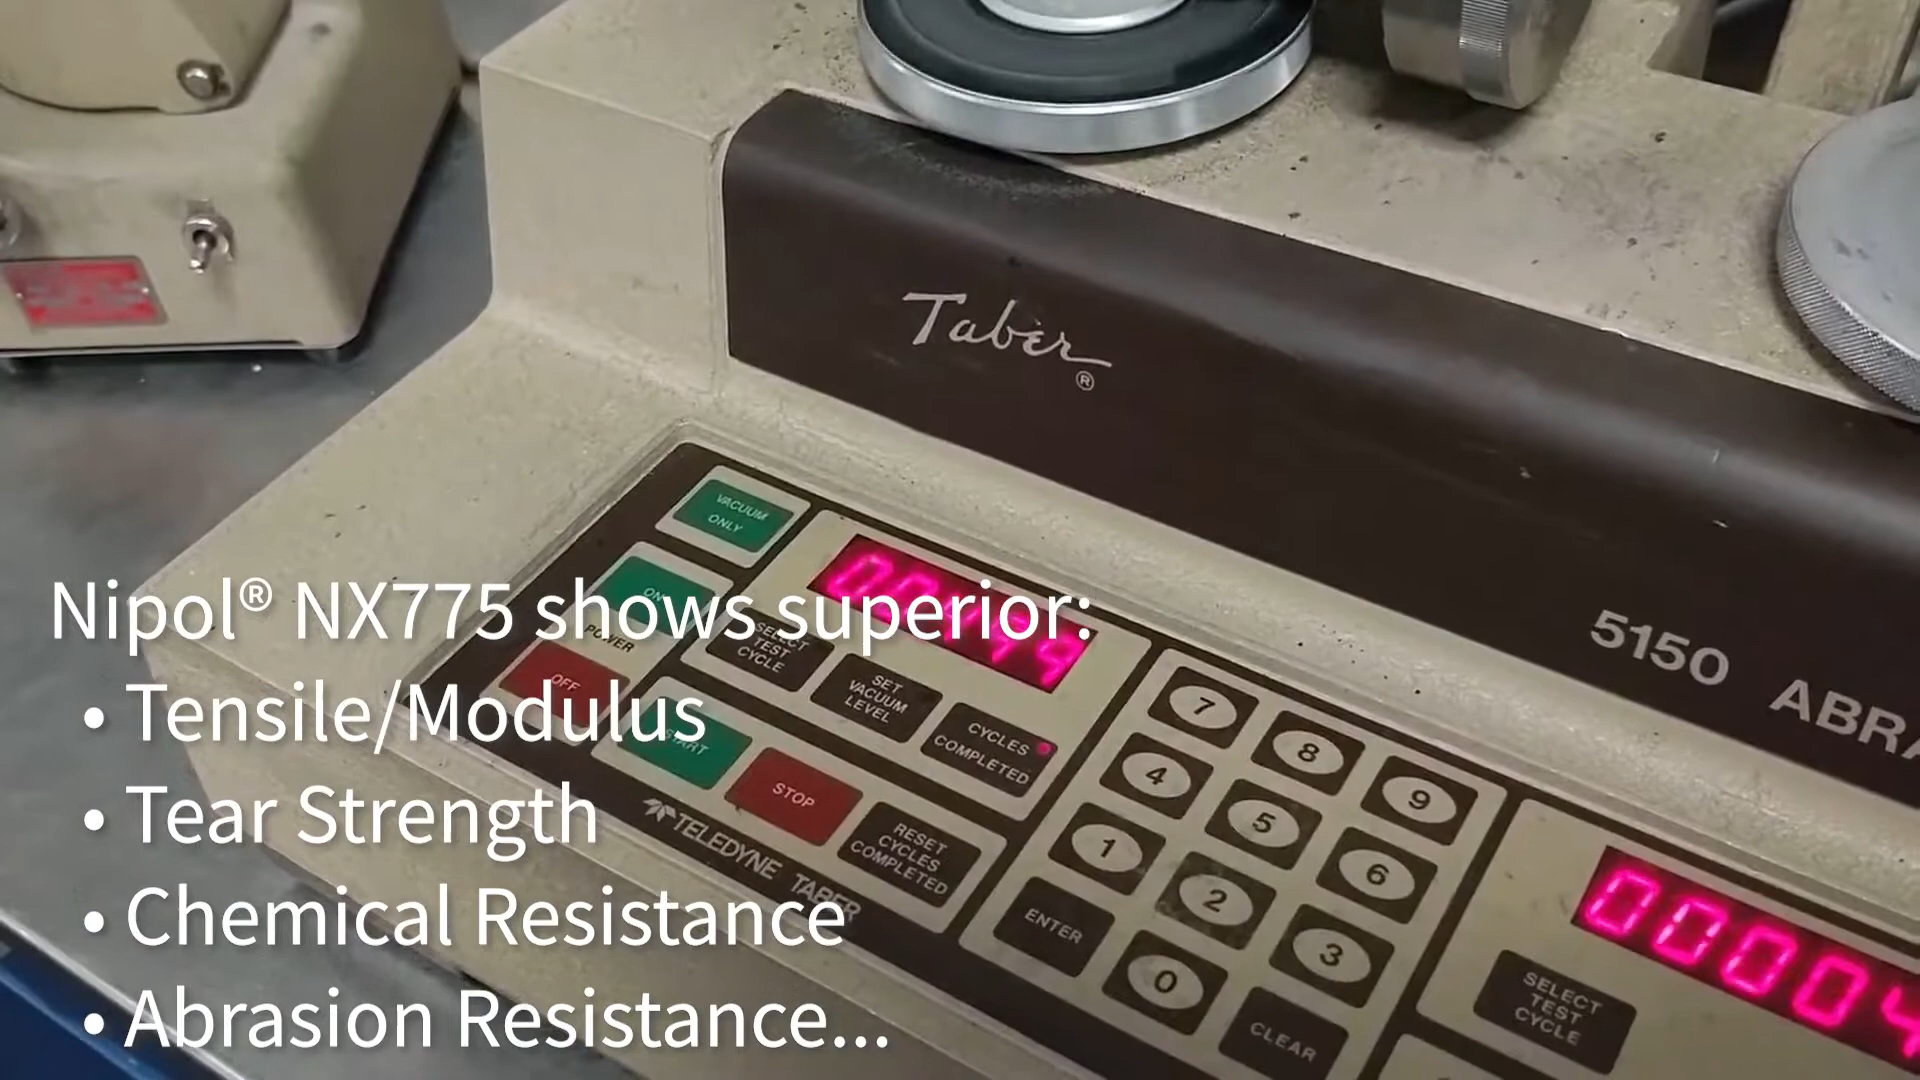 Taber
®
5150 ABRA
VACUUM
ONLY
ON
POWER
OFF
SELECT
TEST
CYCLE
SET
VACUUM
LEVEL
CYCLES
COMPLETED
START
STOP
RESET
CYCLES
COMPLETED
TELEDYNE TABER
7 8 9
4 5 6
1 2 3
ENTER 0 CLEAR
SELECT
TEST
CYCLE
Nipol® NX775 shows superior:
• Tensile/Modulus
• Tear Strength
• Chemical Resistance
• Abrasion Resistance...